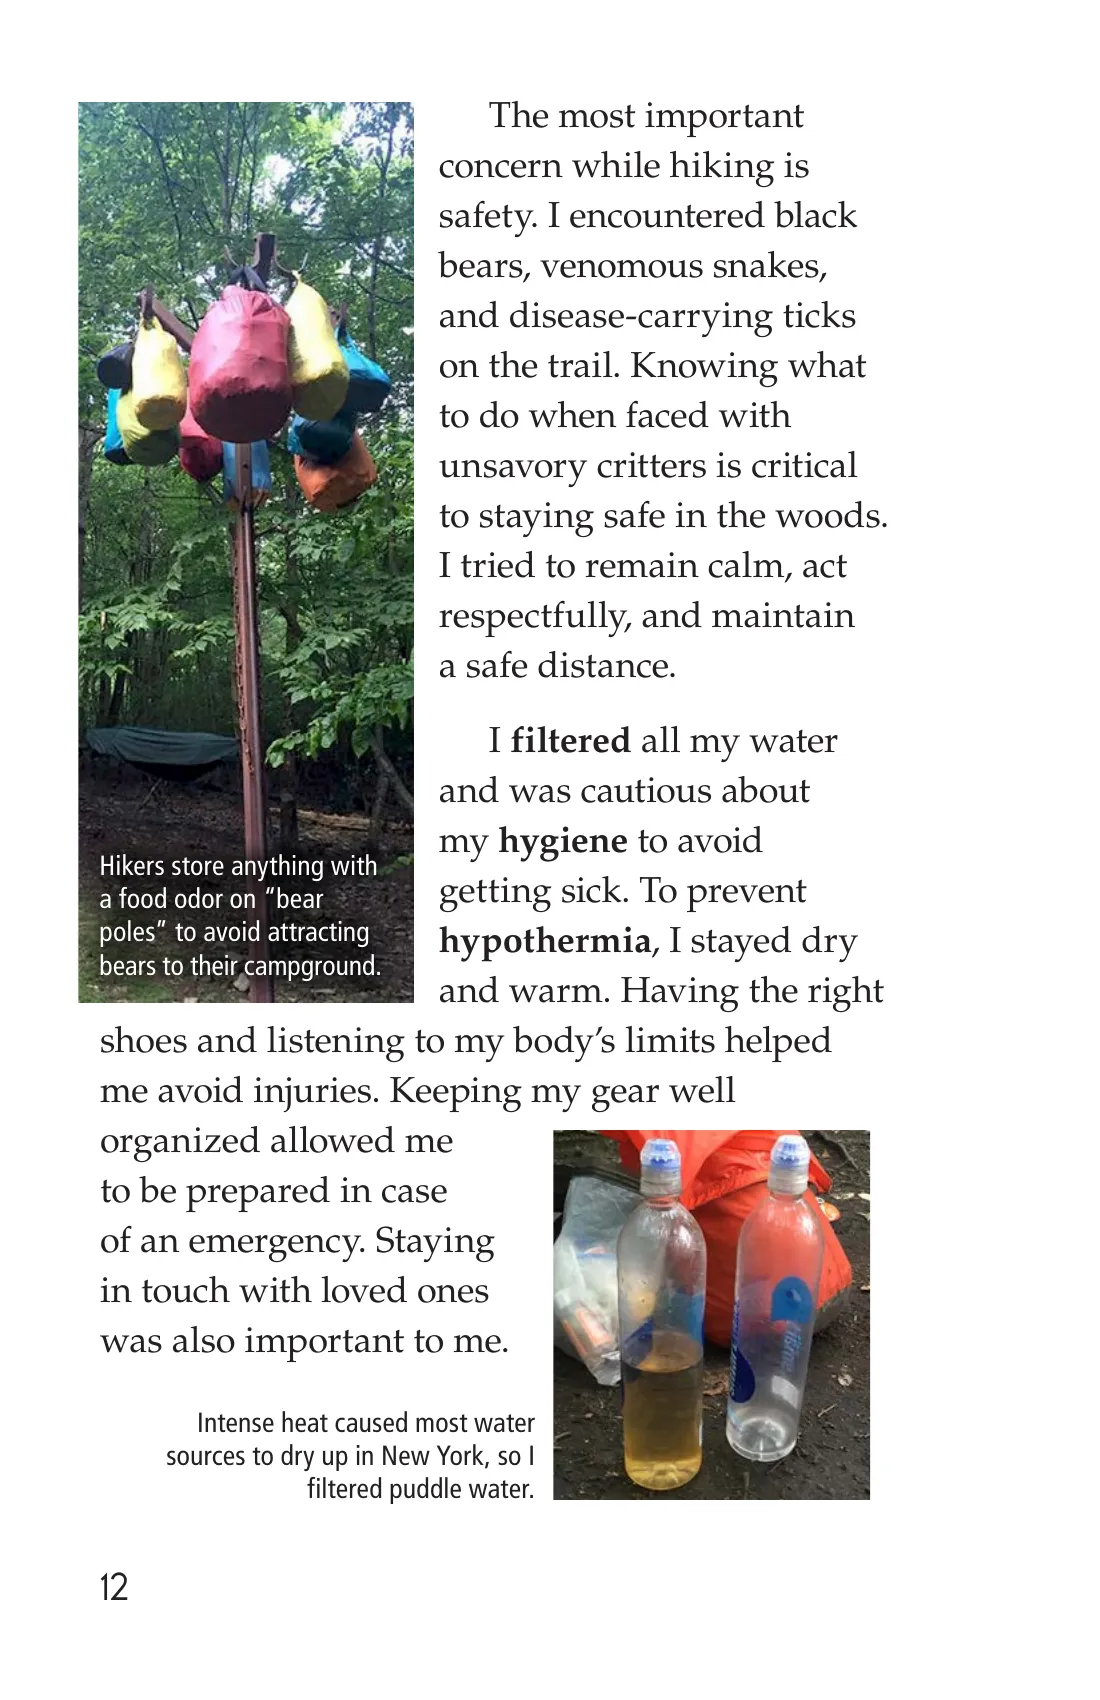 The most important
concern while hiking is
safety. I encountered black
bears, venomous snakes,
and disease-carrying ticks
on the trail. Knowing what
to do when faced with
unsavory critters is critical
to staying safe in the woods.
I tried to remain calm, act
respectfully, and maintain
a safe distance.
I filtered all my water
and was cautious about
my hygiene to avoid
getting sick. To prevent
hypothermia, I stayed dry
and warm. Having the right
shoes and listening to my body’s limits helped
me avoid injuries. Keeping my gear well
organized allowed me
to be prepared in case
of an emergency. Staying
in touch with loved ones
was also important to me.
Hikers store anything with
a food odor on “bear
poles” to avoid attracting
bears to their campground.
Intense heat caused most water
sources to dry up in New York, so I
filtered puddle water.
12